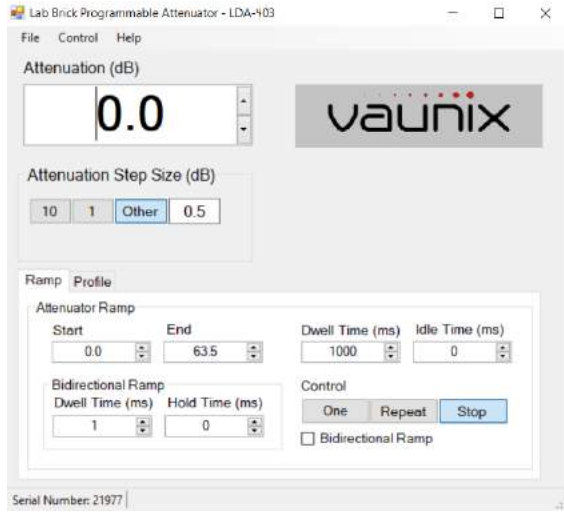 Lab Brick Programmable Attenuator - LDA-403
File Control Help
Attenuation (dB)
0.0
vaunix
Attenuation Step Size (dB)
10 1 Other 0.5
Ramp Profile
Attenuator Ramp
Start End Dwell Time (ms) Idle Time (ms)
0.0 63.5 1000 0
Bidirectional Ramp
Dwell Time (ms) Hold Time (ms)
1 0
Control
One Repeat Stop
Bidirectional Ramp
Serial Number: 21977